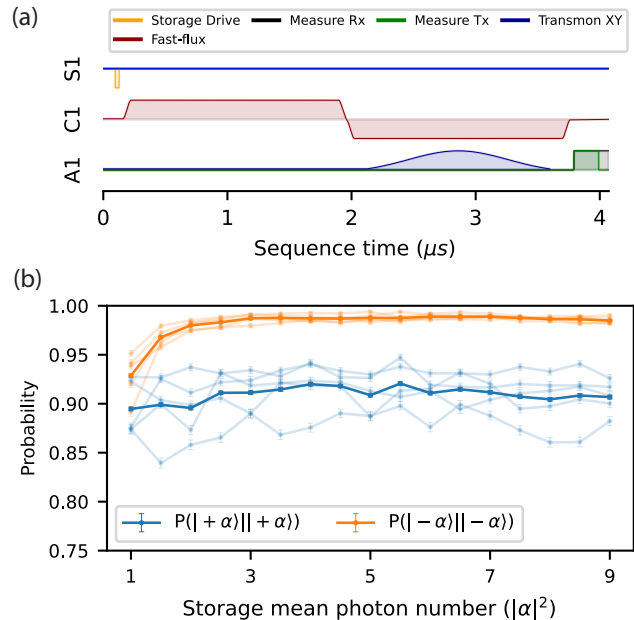 (a)
Storage Drive
Measure Rx
Measure Tx
Transmon XY
Fast-flux
S1
C1
A1
0 1 2 3 4
Sequence time (μs)
(b)
1.00
0.95
0.90
0.85
0.80
0.75
Probability
P(|+α⟩||+α⟩)
P(|−α⟩||−α⟩)
1 3 5 7 9
Storage mean photon number (|α|²)